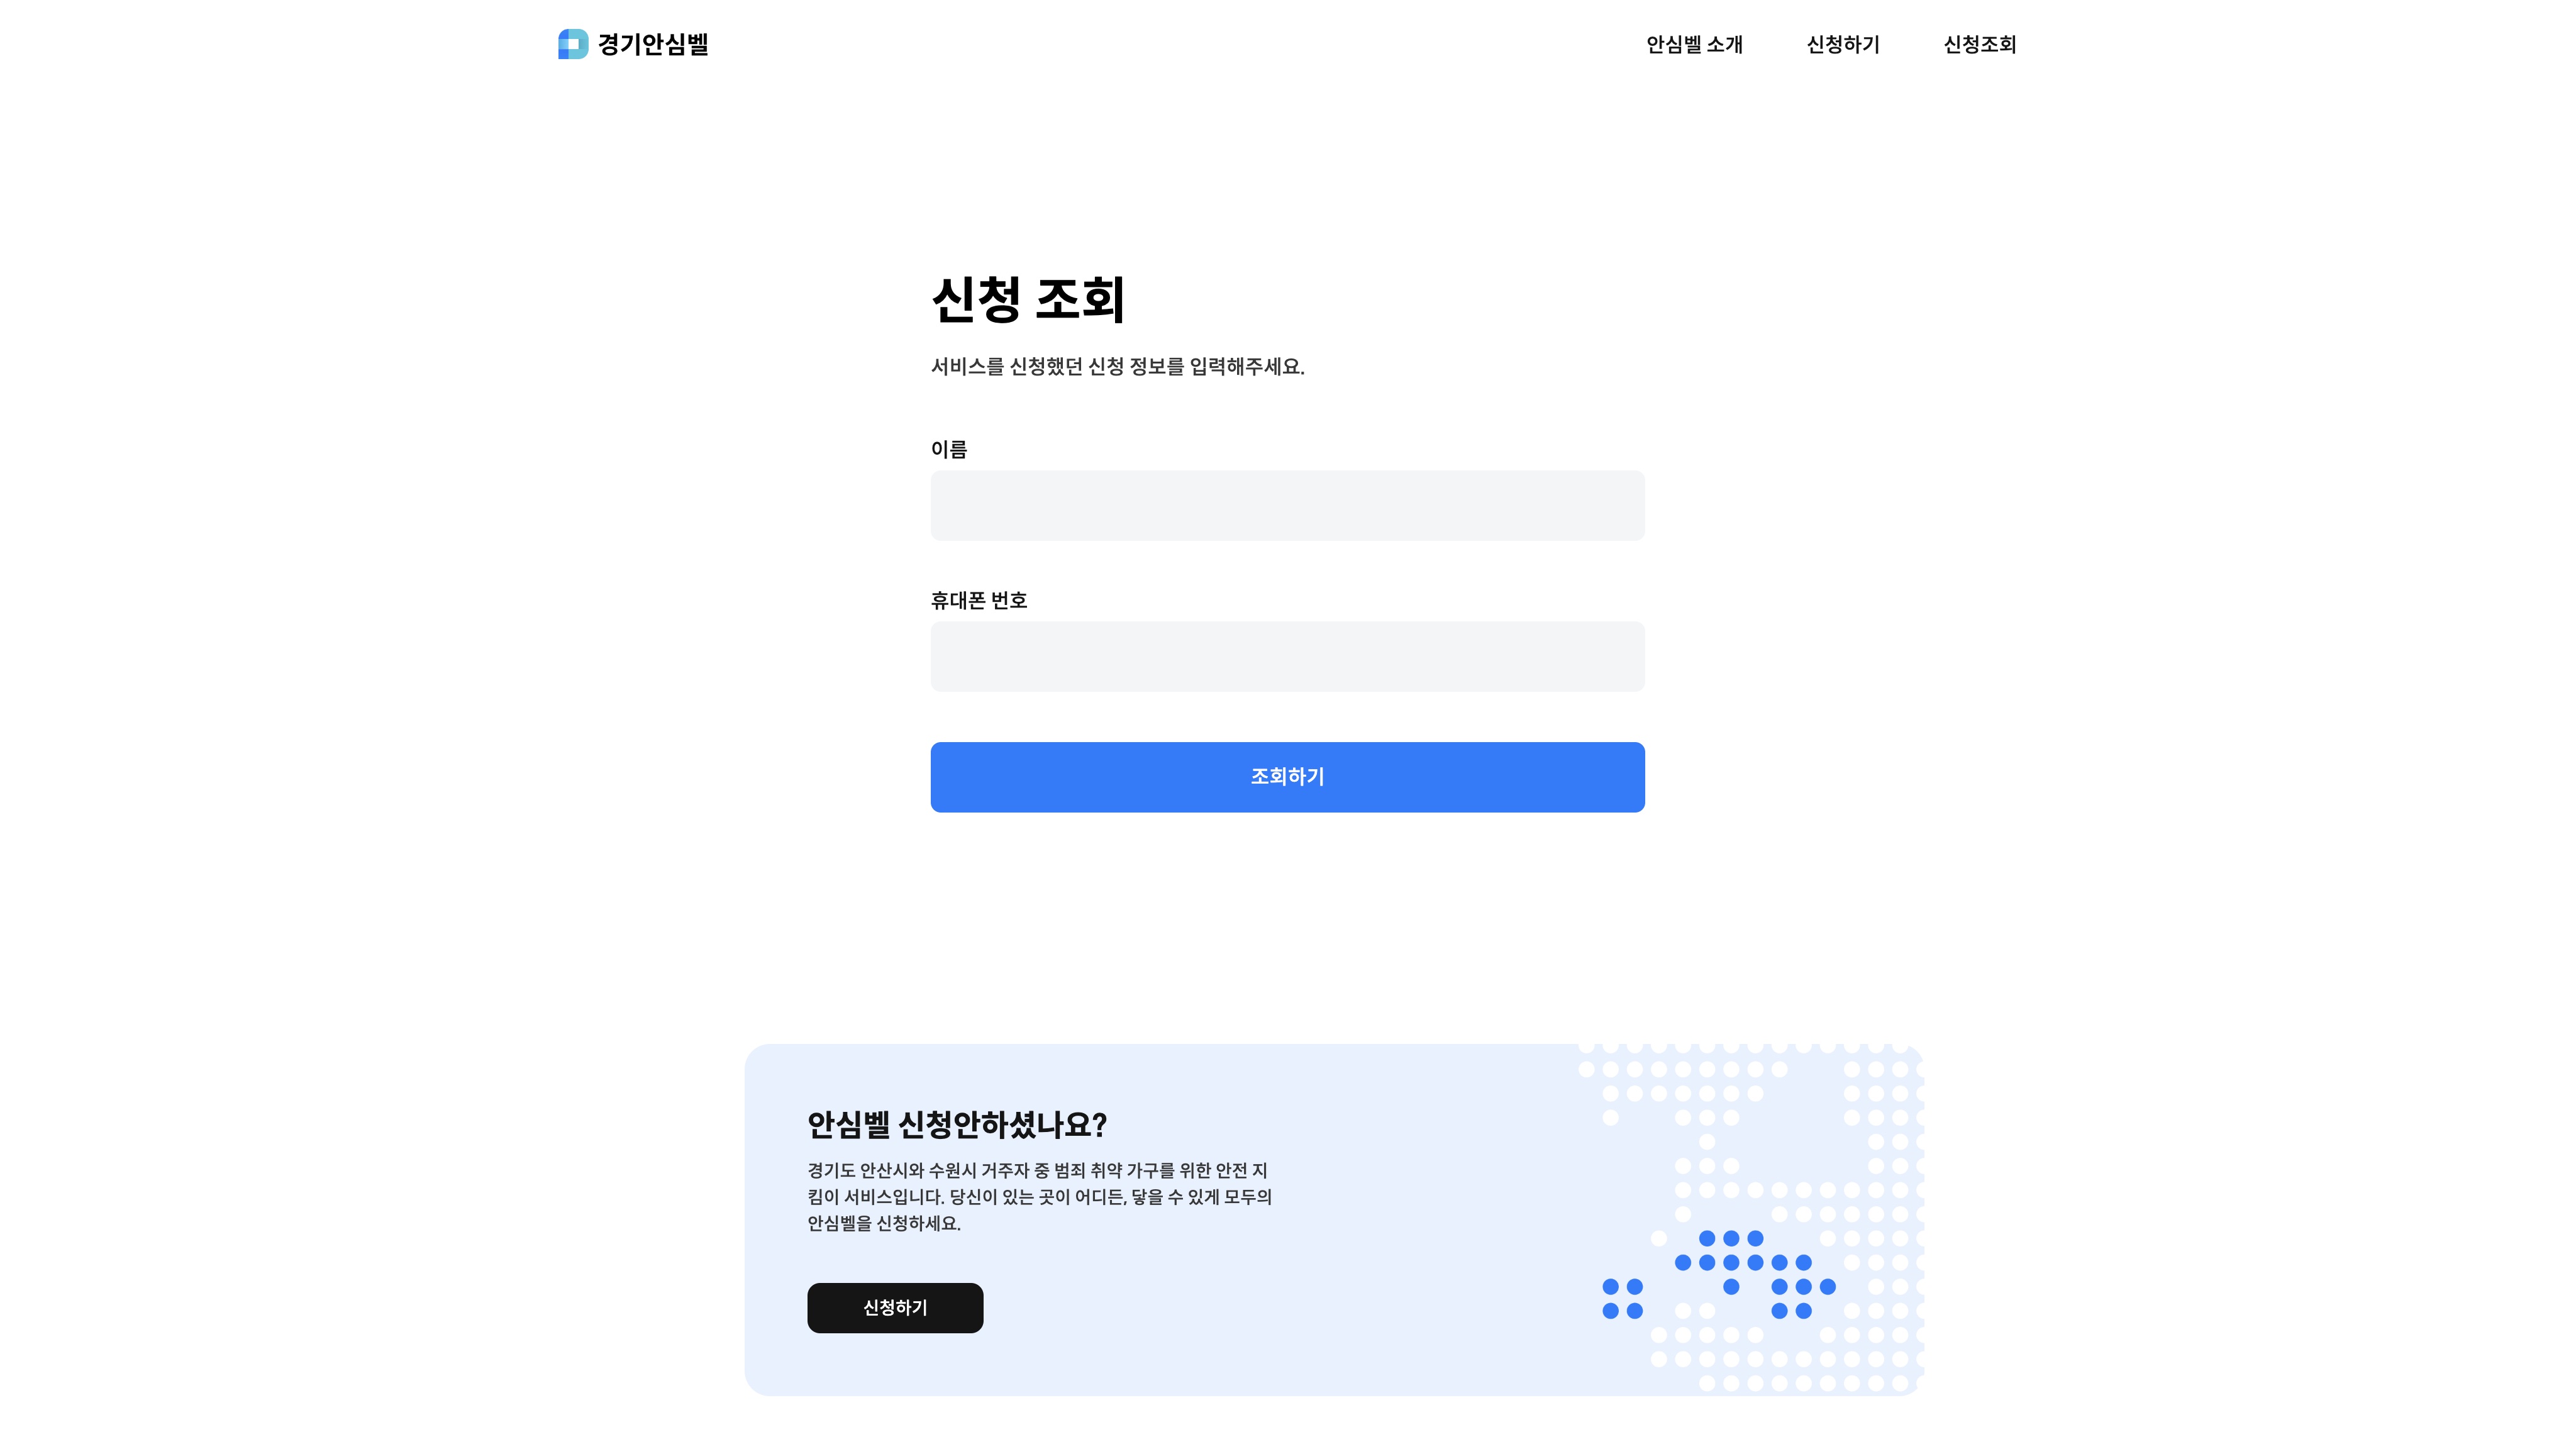 경기안심벨
안심벨 소개
신청하기
신청조회
신청 조회
서비스를 신청했던 신청 정보를 입력해주세요.
이름
휴대폰 번호
조회하기
안심벨 신청안하셨나요?
경기도 안산시와 수원시 거주자 중 범죄 취약 가구를 위한 안전 지
킴이 서비스입니다. 당신이 있는 곳이 어디든, 닿을 수 있게 모두의
안심벨을 신청하세요.
신청하기